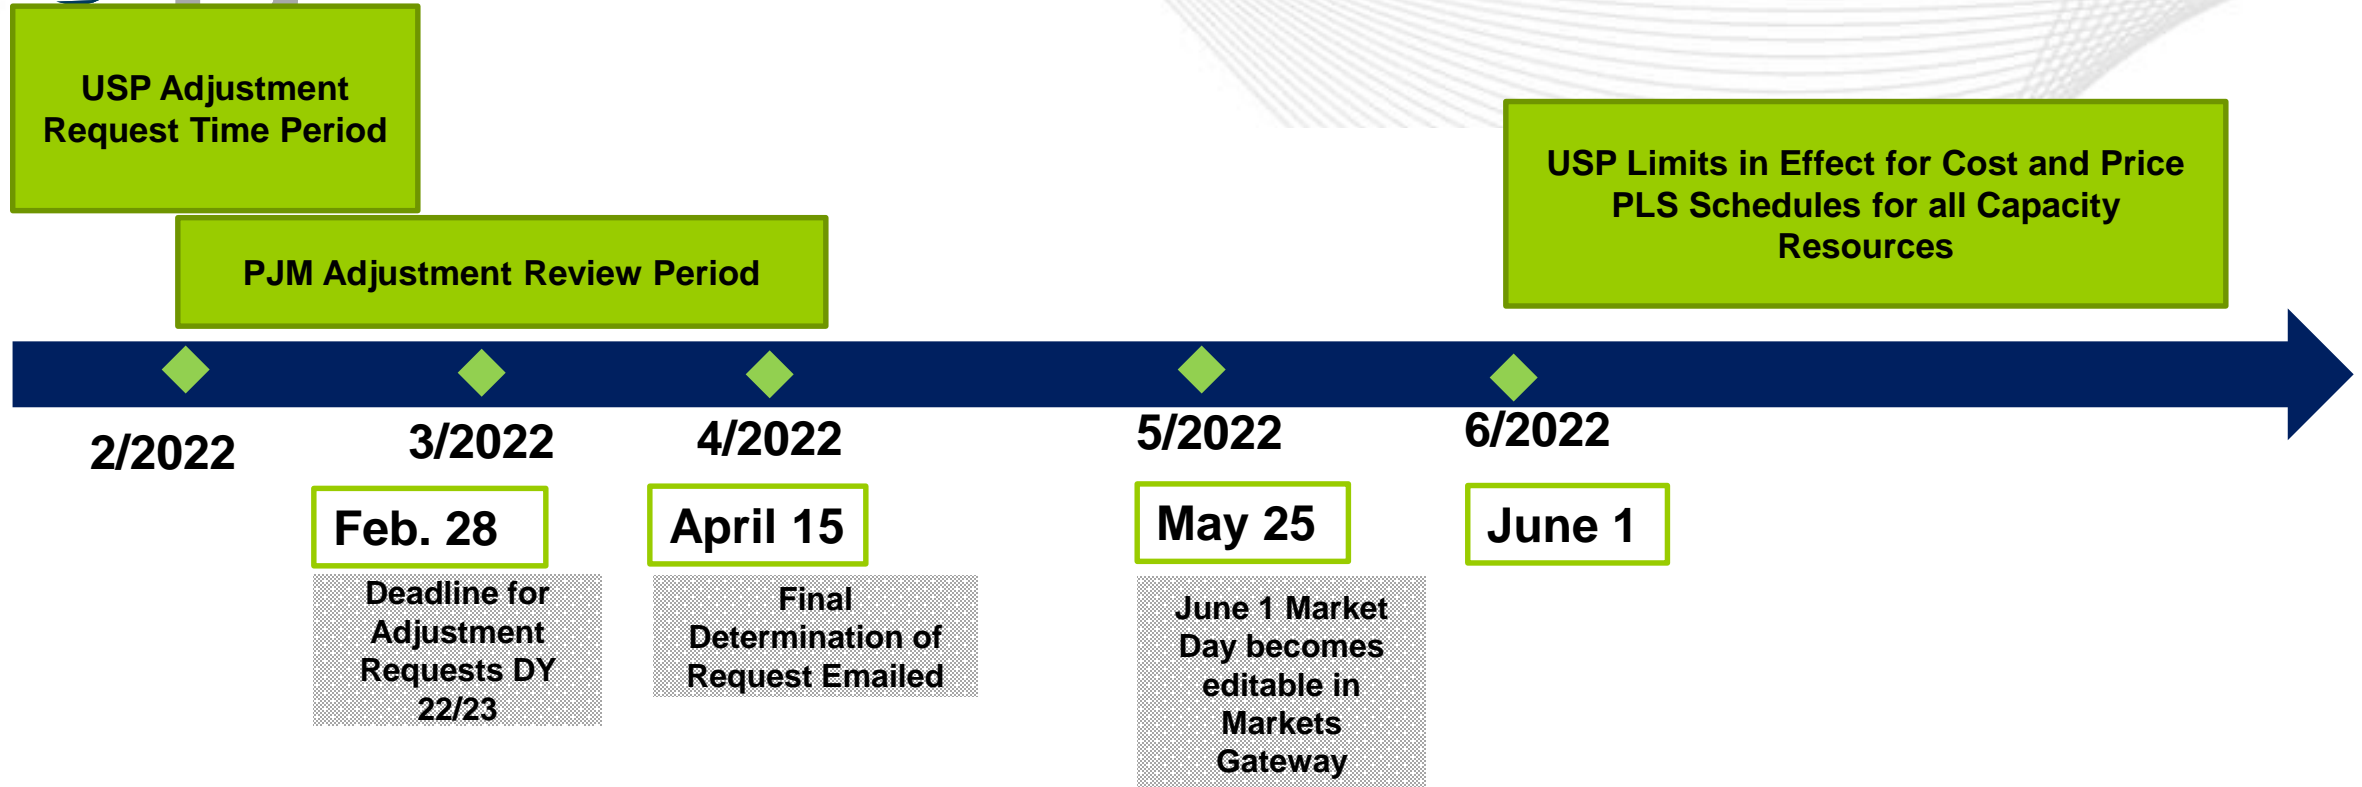 USP Adjustment
Request Time Period
PJM Adjustment Review Period
USP Limits in Effect for Cost and Price
PLS Schedules for all Capacity
Resources
2/2022
3/2022
4/2022
5/2022
6/2022
Feb. 28
April 15
May 25
June 1
Deadline for
Adjustment
Requests DY
22/23
Final
Determination of
Request Emailed
June 1 Market
Day becomes
editable in
Markets
Gateway